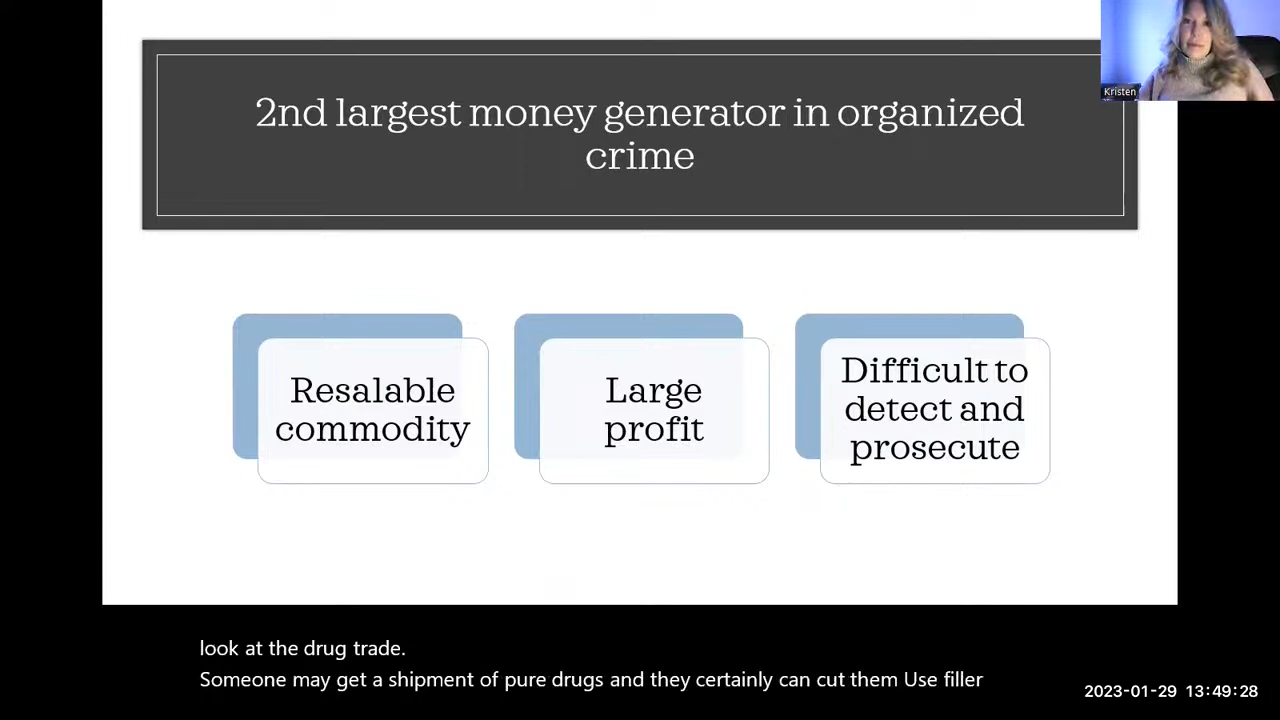 2nd largest money generator in organized
crime
Kristen
Resalable
commodity
Large
profit
Difficult to
detect and
prosecute
look at the drug trade.
Someone may get a shipment of pure drugs and they certainly can cut them Use filler
2023-01-29 13:49:28